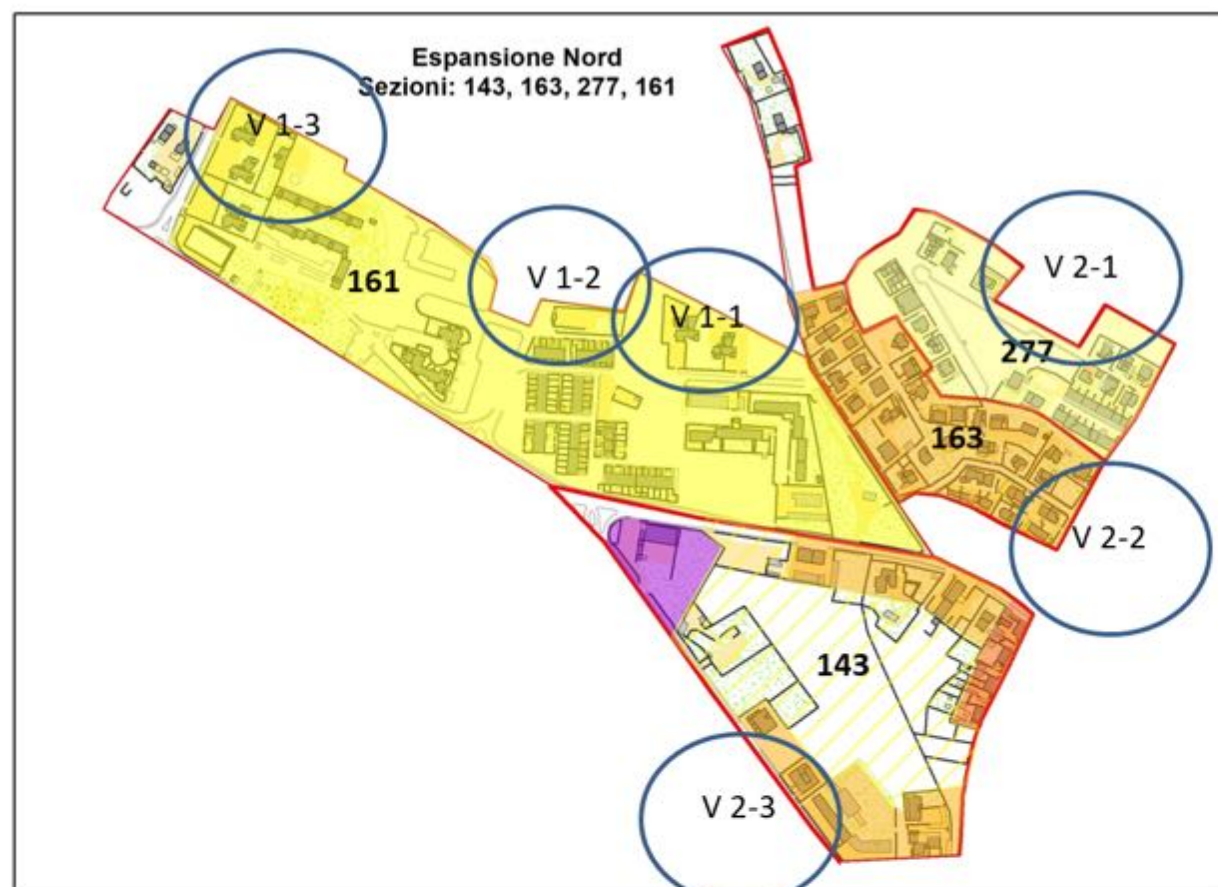 Espansione Nord
Sezioni: 143, 163, 277, 161
V 1-3
V 1-2
V 1-1
V 2-1
161
277
163
V 2-2
143
V 2-3